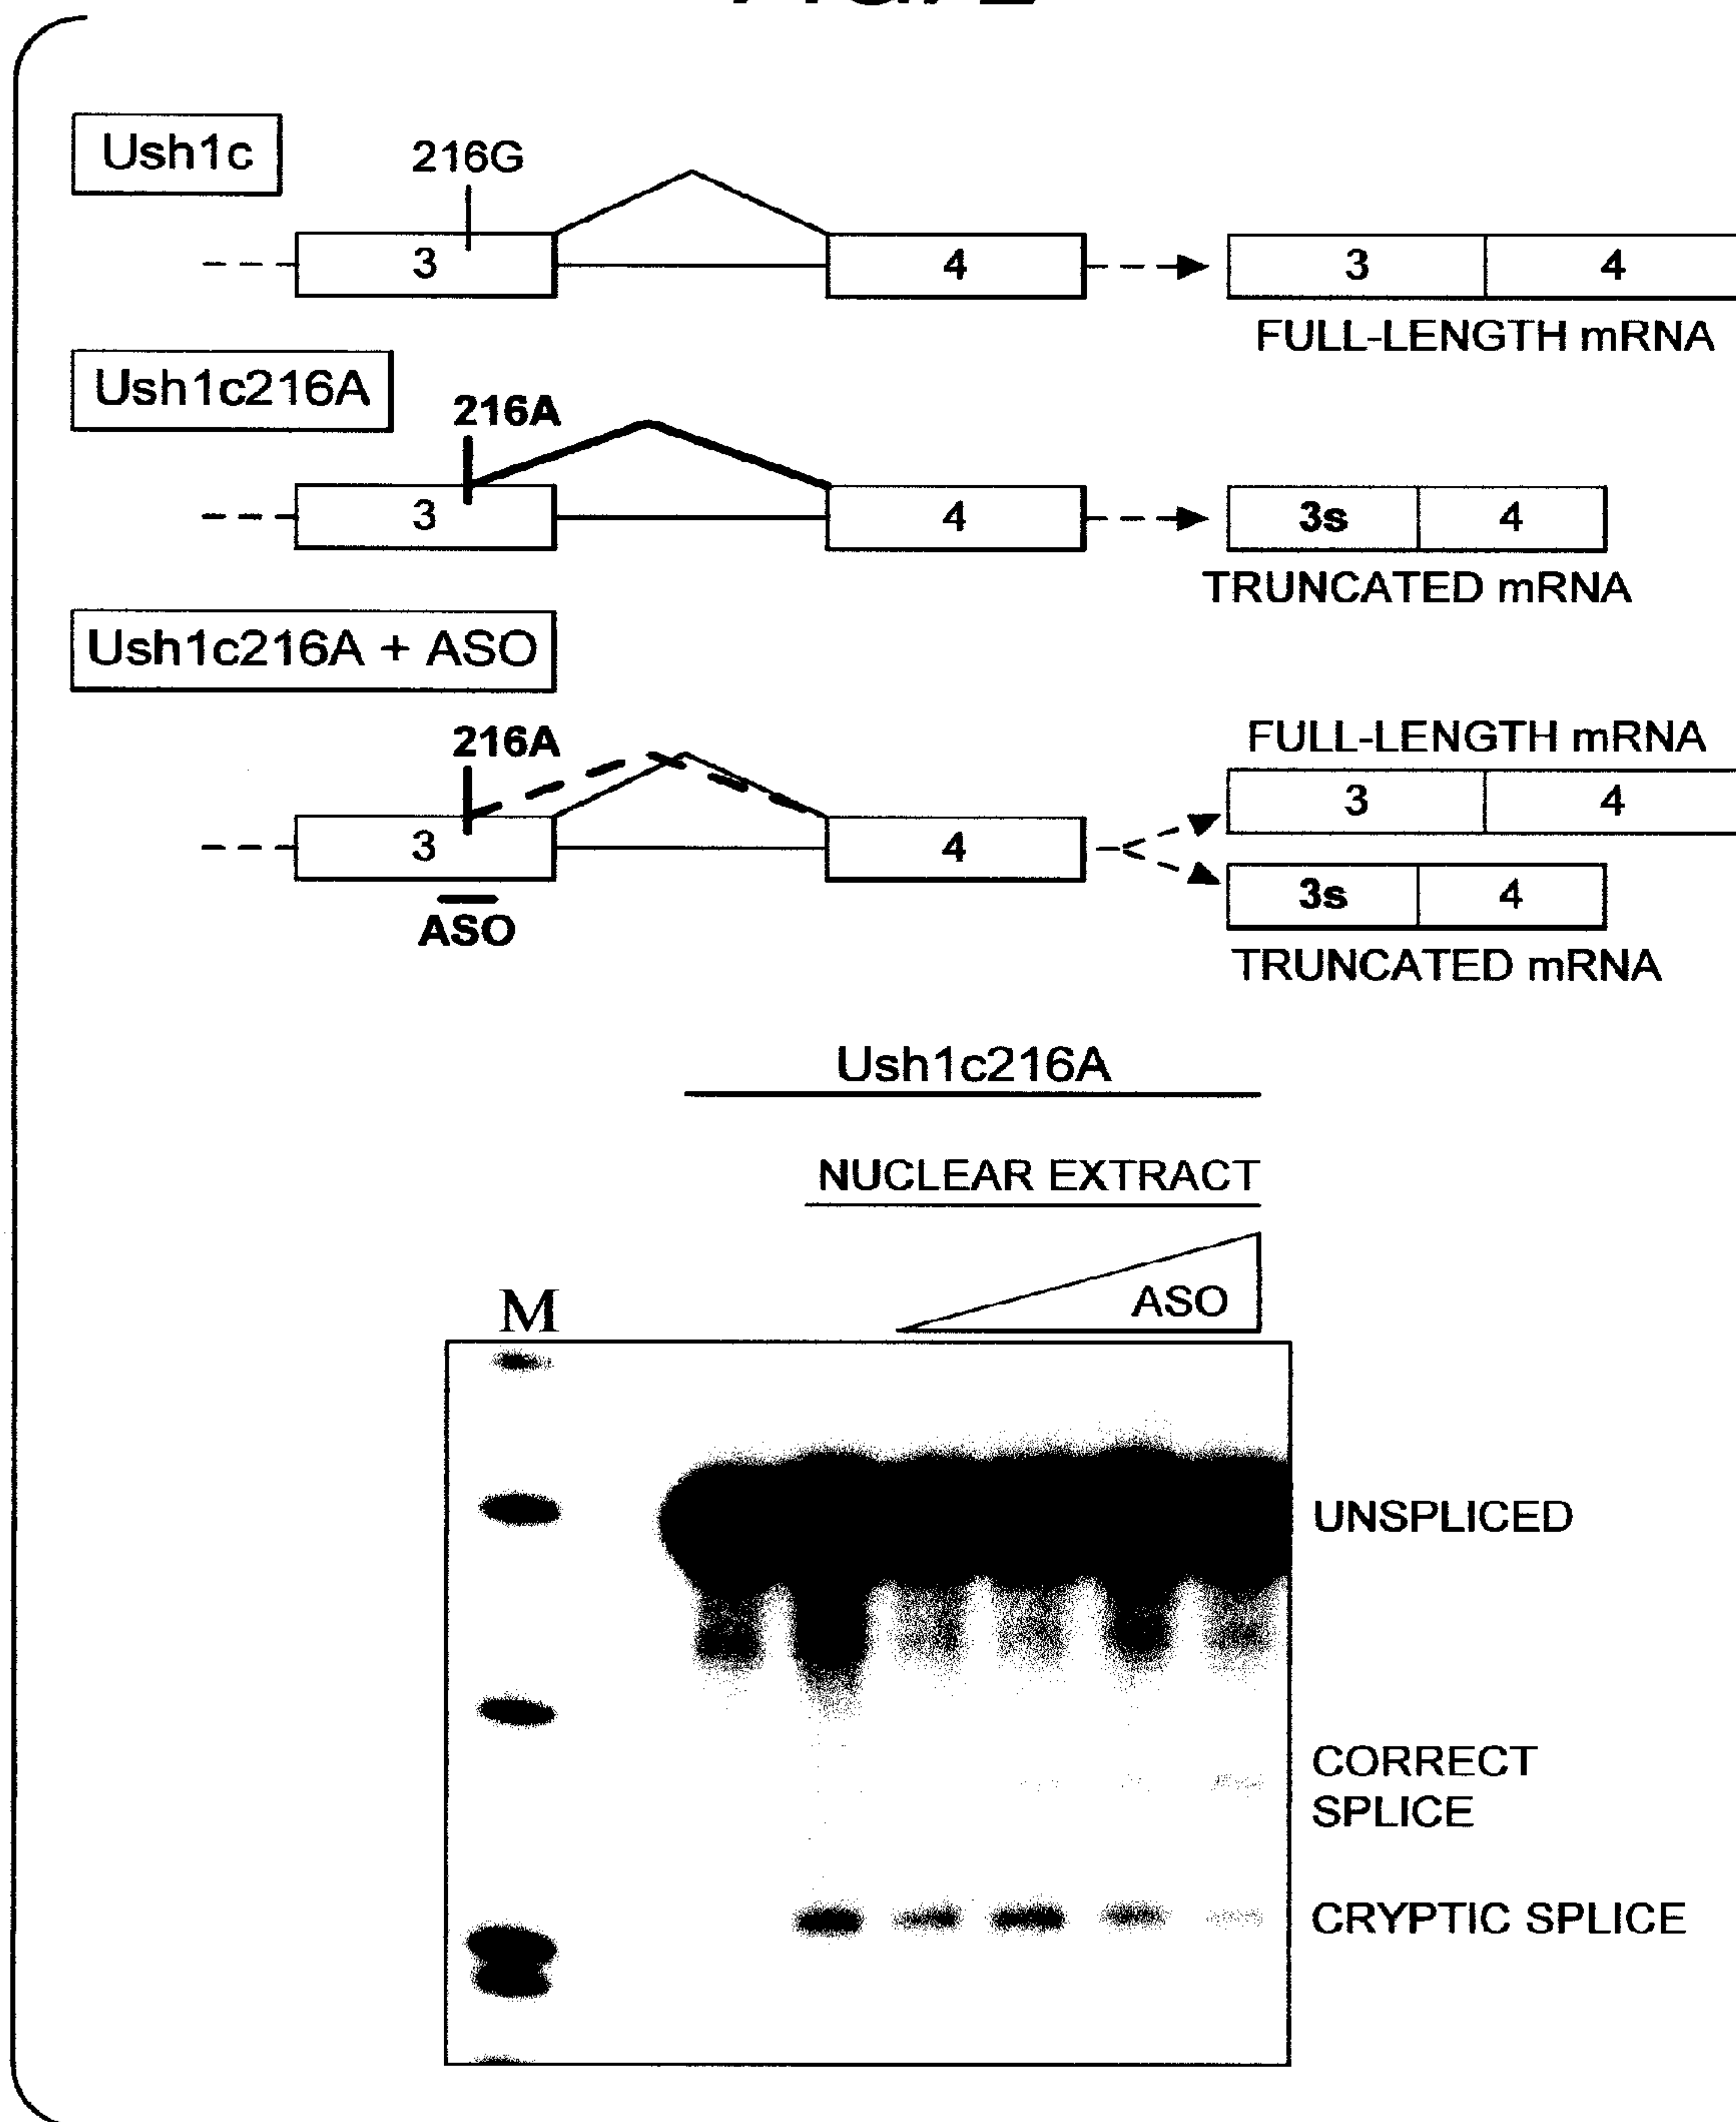 Ush1c
216G
3
4
3
4
FULL-LENGTH mRNA
Ush1c216A
216A
3
4
3s
4
TRUNCATED mRNA
Ush1c216A + ASO
216A
FULL-LENGTH mRNA
3
4
3
4
3s
4
ASO
TRUNCATED mRNA
Ush1c216A
NUCLEAR EXTRACT
ASO
M
UNSPLICED
CORRECT
SPLICE
CRYPTIC SPLICE